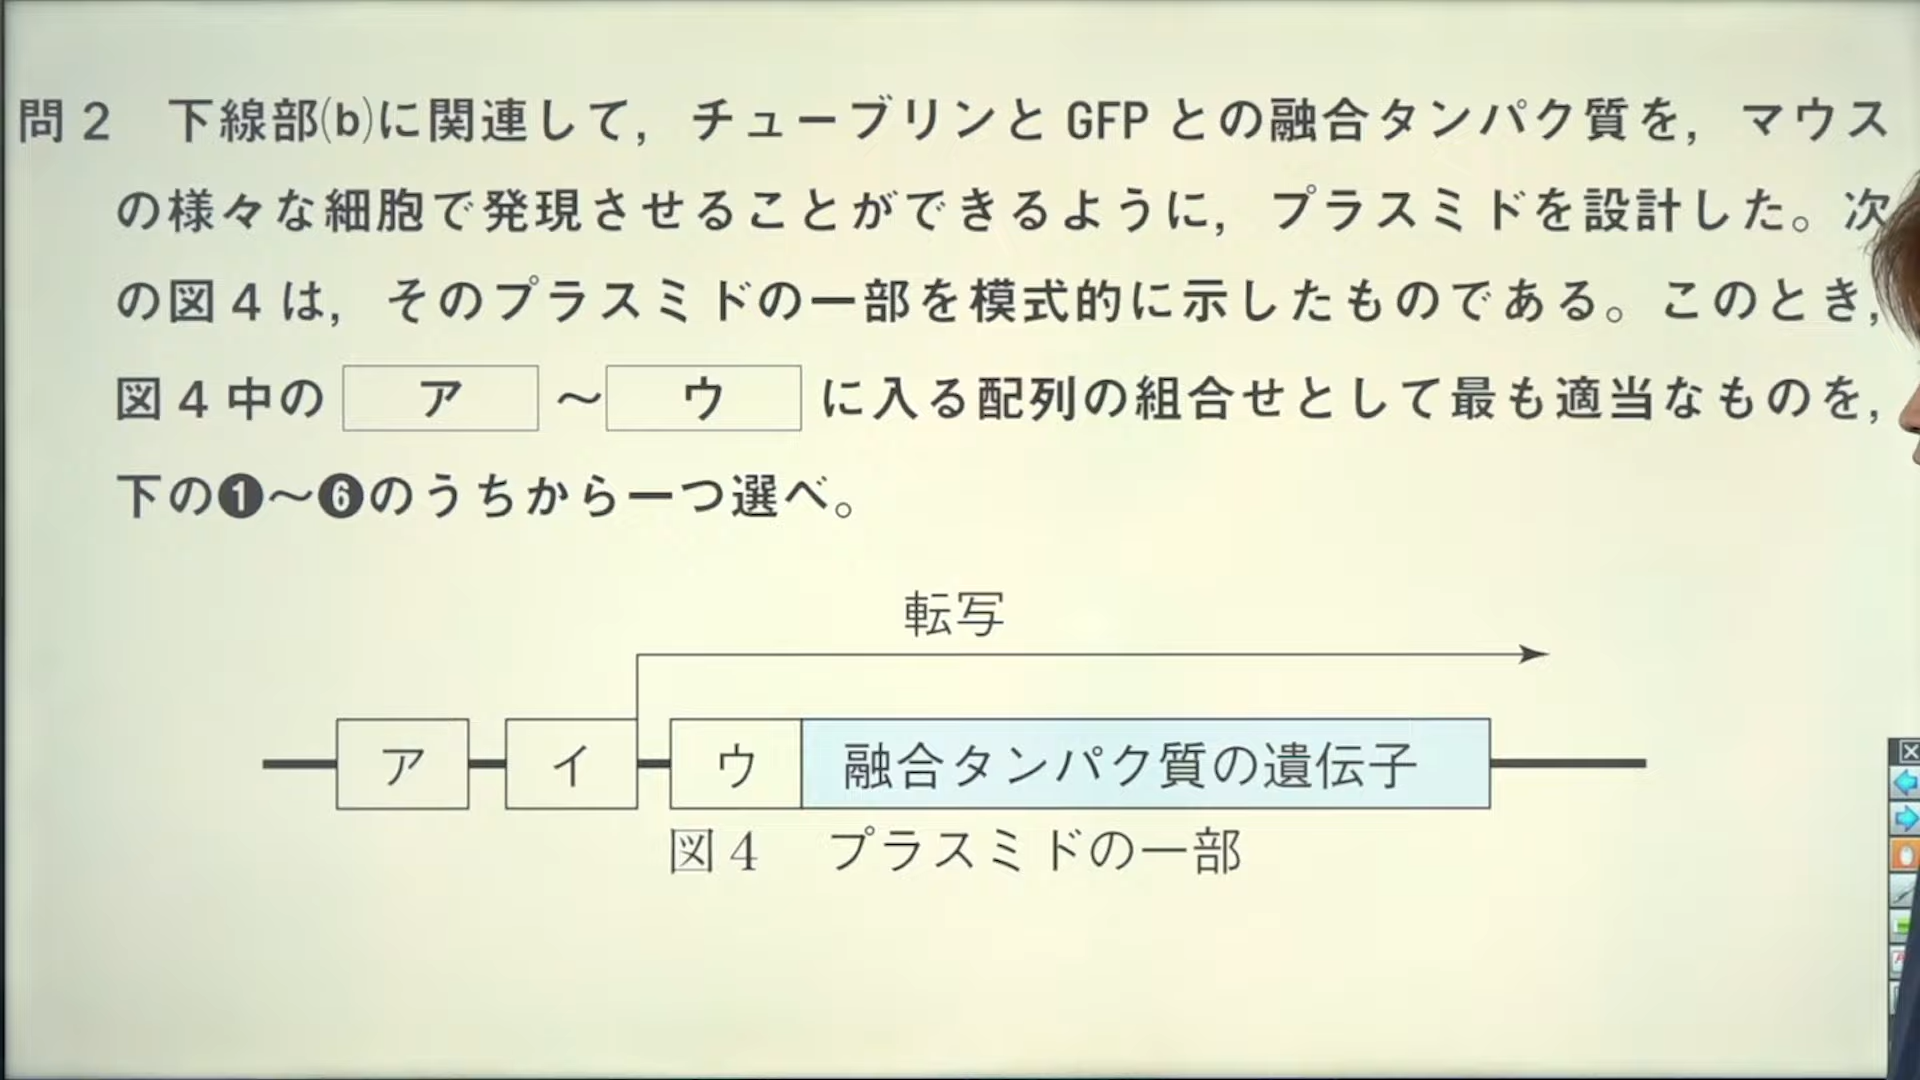 問2 下線部(b)に関連して，チューブリンとGFPとの融合タンパク質を，マウス
の様々な細胞で発現させることができるように，プラスミドを設計した。次
の図4は，そのプラスミドの一部を模式的に示したものである。このとき，
図4中の ア ～ ウ に入る配列の組合せとして最も適当なものを，
下の❶～❻のうちから一つ選べ。
転写
ア イ ウ 融合タンパク質の遺伝子
図4 プラスミドの一部